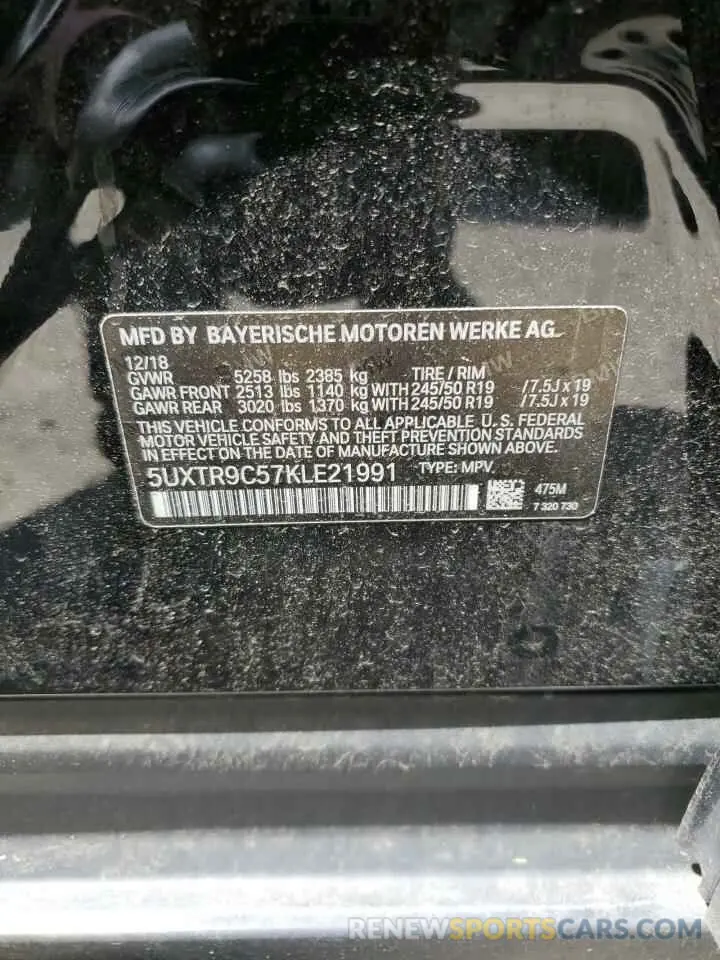 MFD BY BAYERISCHE MOTOREN WERKE AG
12/18
GVWR 5258 lbs 2385 kg TIRE / RIM
GAWR FRONT 2513 lbs 1140 kg WITH 245/50 R19 / 7.5J x 19
GAWR REAR 3020 lbs 1370 kg WITH 245/50 R19 / 7.5J x 19
THIS VEHICLE CONFORMS TO ALL APPLICABLE U. S. FEDERAL
MOTOR VEHICLE SAFETY AND THEFT PREVENTION STANDARDS
IN EFFECT ON THE DATE OF MANUFACTURE SHOWN ABOVE.
5UXTR9C57KLE21991 TYPE: MPV
475M
7 320 730
RENEWSPORTSCARS.COM